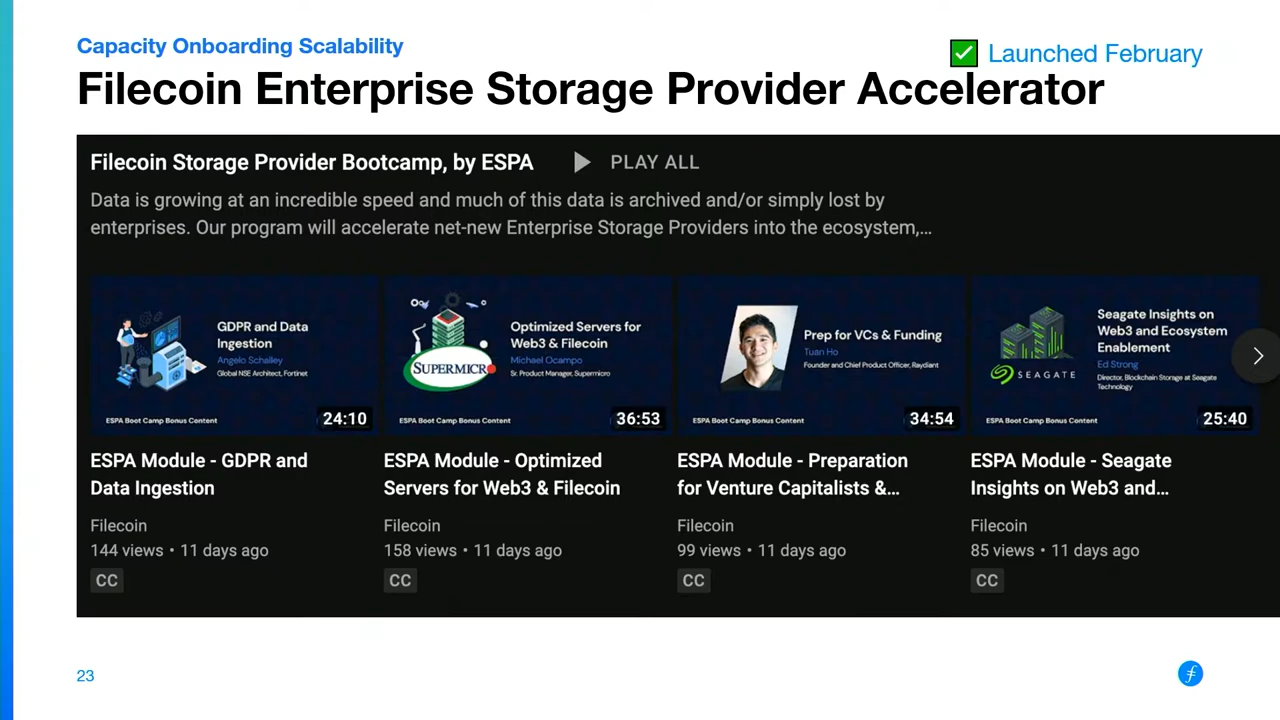 Capacity Onboarding Scalability
✅ Launched February
Filecoin Enterprise Storage Provider Accelerator
Filecoin Storage Provider Bootcamp, by ESPA
PLAY ALL
Data is growing at an incredible speed and much of this data is archived and/or simply lost by
enterprises. Our program will accelerate net-new Enterprise Storage Providers into the ecosystem,...
GDPR and Data
Ingestion
Angelo Schalley
Global NSE Architect, Fortinet
ESPA Boot Camp Bonus Content
24:10
SUPERMICR
Optimized Servers for
Web3 & Filecoin
Michael Ocampo
Sr. Product Manager, Supermicro
ESPA Boot Camp Bonus Content
36:53
Prep for VCs & Funding
Tuan Ho
Founder and Chief Product Officer, Raydiant
ESPA Boot Camp Bonus Content
34:54
SEAGATE
Seagate Insights on
Web3 and Ecosystem
Enablement
Ed Strong
Director, Blockchain Storage at Seagate
Technology
ESPA Boot Camp Bonus Content
25:40
ESPA Module - GDPR and
Data Ingestion
Filecoin
144 views • 11 days ago
CC
ESPA Module - Optimized
Servers for Web3 & Filecoin
Filecoin
158 views • 11 days ago
CC
ESPA Module - Preparation
for Venture Capitalists &...
Filecoin
99 views • 11 days ago
CC
ESPA Module - Seagate
Insights on Web3 and...
Filecoin
85 views • 11 days ago
CC
23